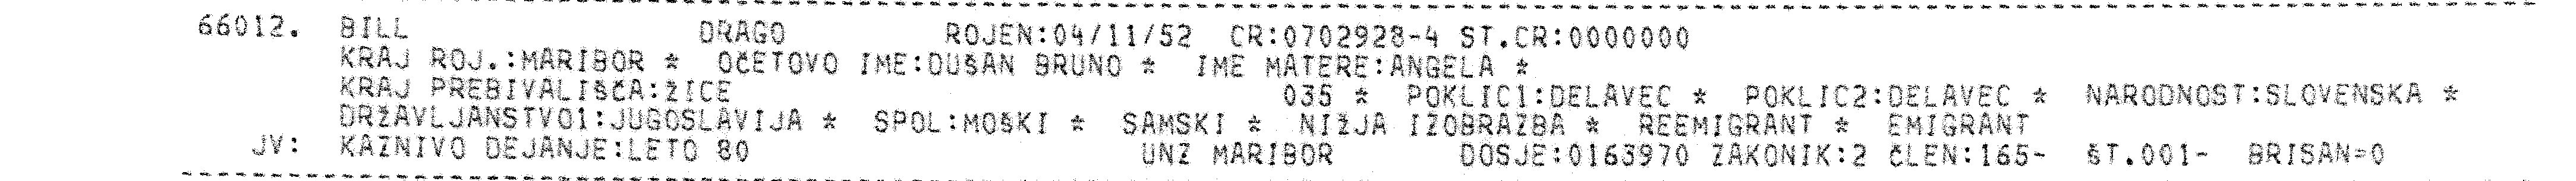 66012. BILL DRAGO ROJEN:04/11/52 CR:0702928-4 ST.CR:0000000
KRAJ ROJ.:MARIBOR * OČETOVO IME:DUŠAN BRUNO * IME MATERE:ANGELA *
KRAJ PREBIVALIŠČA:ŽICE 035 * POKLIC1:DELAVEC * POKLIC2:DELAVEC * NARODNOST:SLOVENSKA *
DRŽAVLJANSTVO1:JUGOSLAVIJA * SPOL:MOŠKI * SAMSKI * NIŽJA IZOBRAZBA * REEMIGRANT * EMIGRANT
JV: KAZNIVO DEJANJE:LETO 80 UNZ MARIBOR DOSJE:0163970 ZAKONIK:2 ČLEN:165- ŠT.001- BRISAN=0